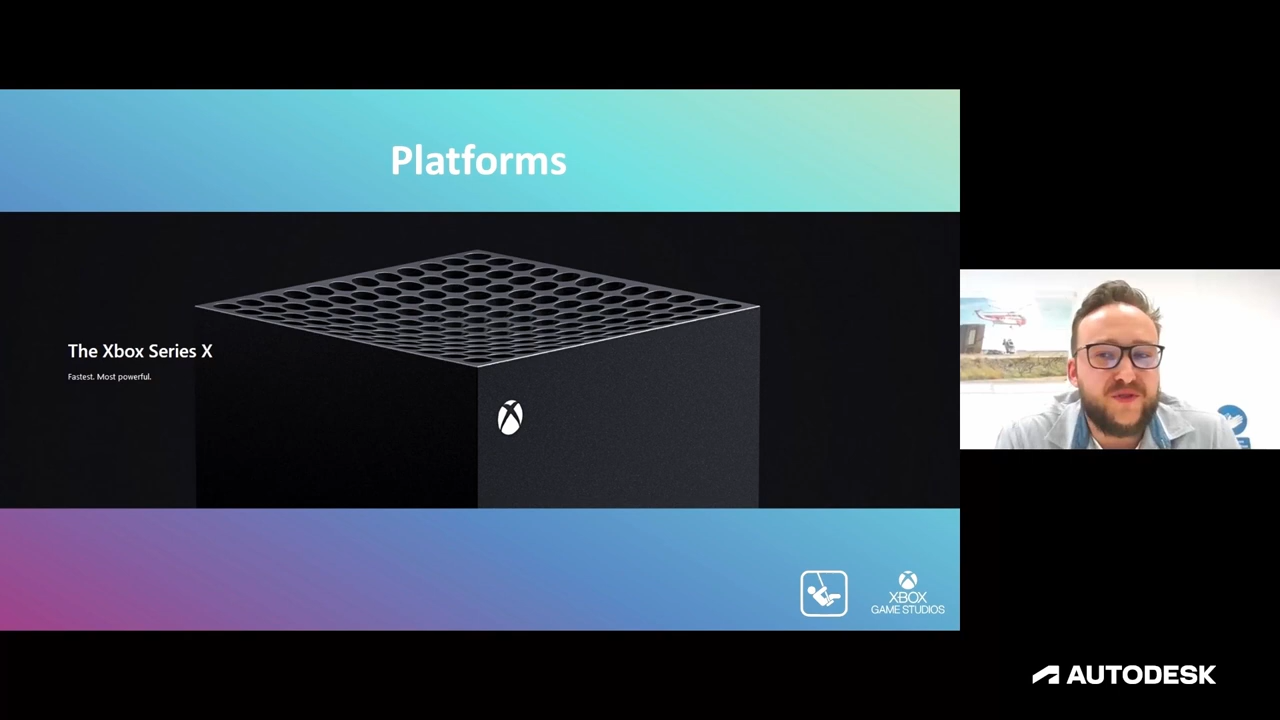 Platforms
The Xbox Series X
Fastest. Most powerful.
XBOX
GAME STUDIOS
AUTODESK